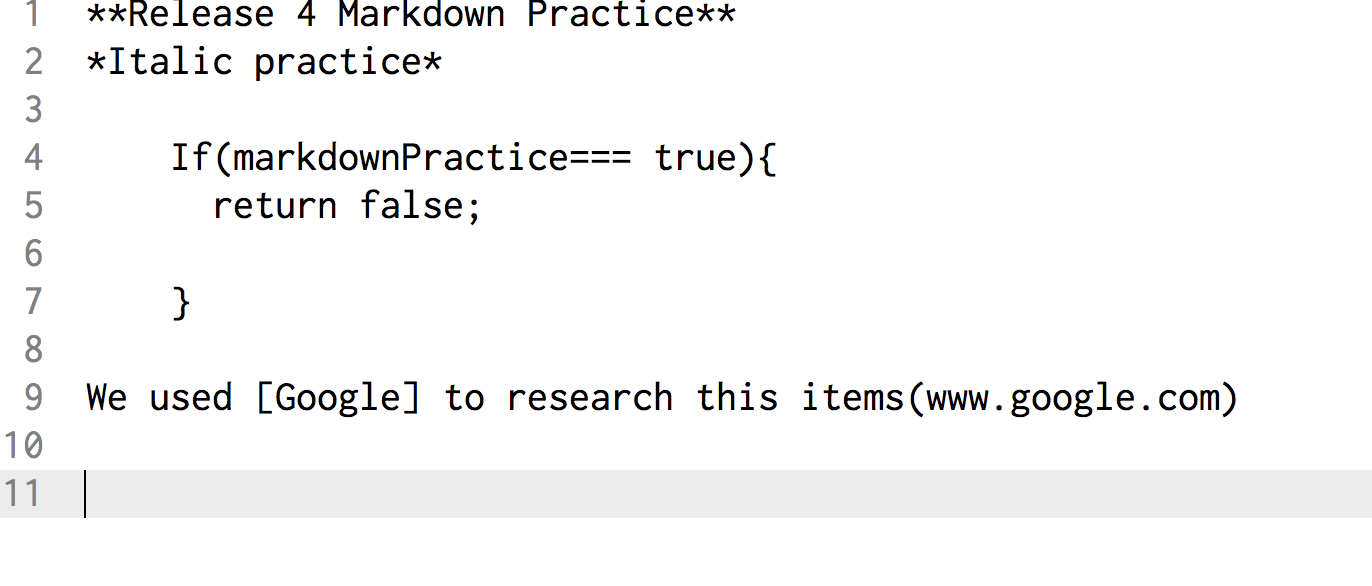 1 **Release 4 Markdown Practice**
2 *Italic practice*
3
4     If(markdownPractice=== true){
5       return false;
6
7     }
8
9 We used [Google] to research this items(www.google.com)
10
11